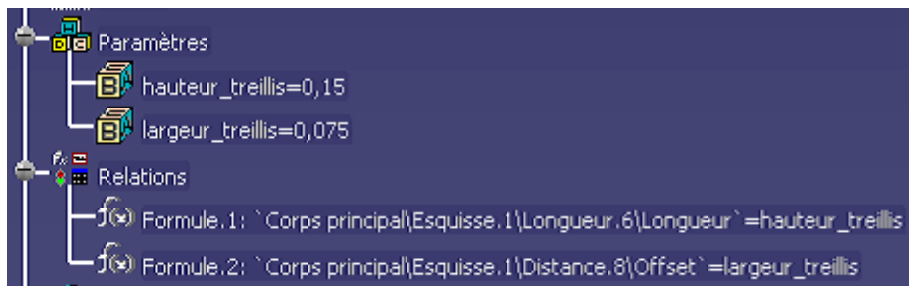 Paramètres
hauteur_treillis=0,15
largeur_treillis=0,075
Relations
Formule.1: `Corps principal\Esquisse.1\Longueur.6\Longueur`=hauteur_treillis
Formule.2: `Corps principal\Esquisse.1\Distance.8\Offset`=largeur_treillis